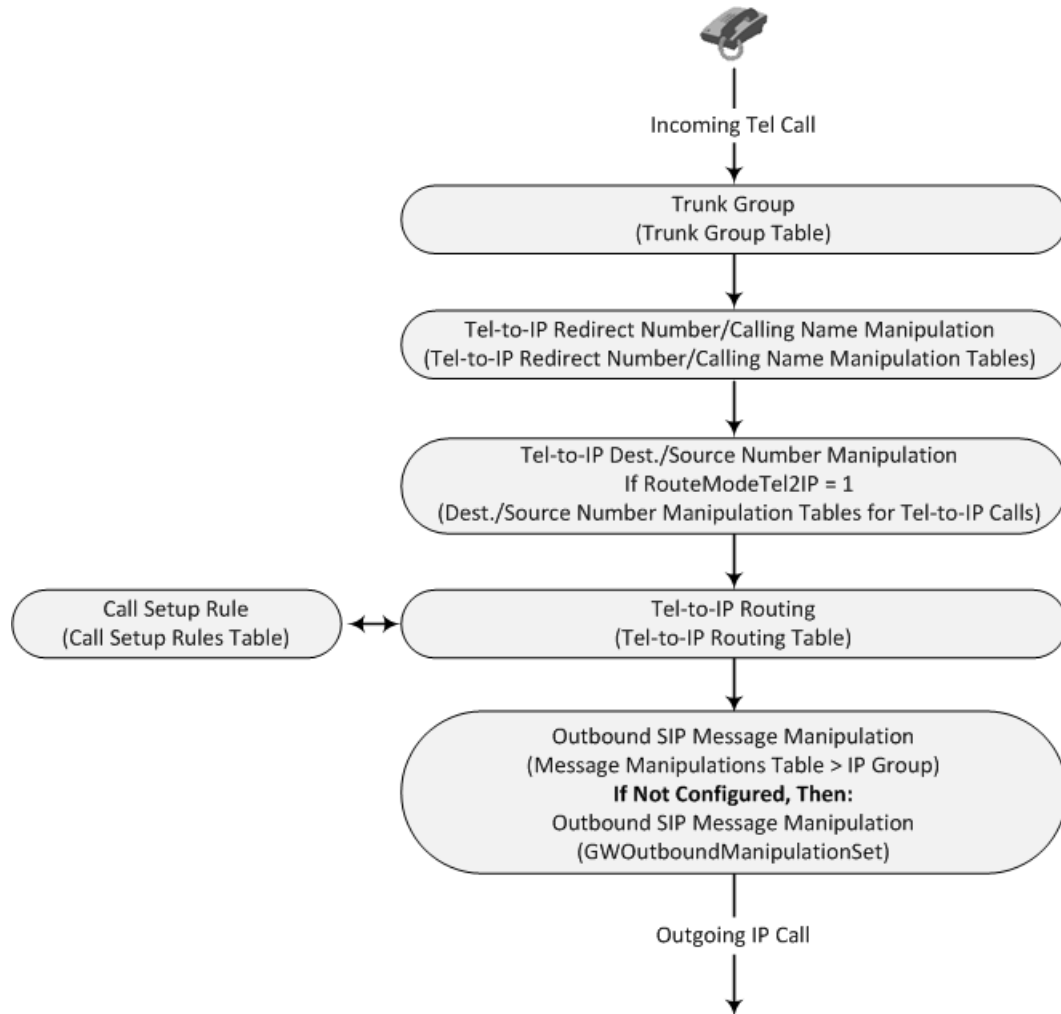 Incoming Tel Call
Trunk Group
(Trunk Group Table)
Tel-to-IP Redirect Number/Calling Name Manipulation
(Tel-to-IP Redirect Number/Calling Name Manipulation Tables)
Tel-to-IP Dest./Source Number Manipulation
If RouteModeTel2IP = 1
(Dest./Source Number Manipulation Tables for Tel-to-IP Calls)
Call Setup Rule
(Call Setup Rules Table)
Tel-to-IP Routing
(Tel-to-IP Routing Table)
Outbound SIP Message Manipulation
(Message Manipulations Table > IP Group)
If Not Configured, Then:
Outbound SIP Message Manipulation
(GWOutboundManipulationSet)
Outgoing IP Call